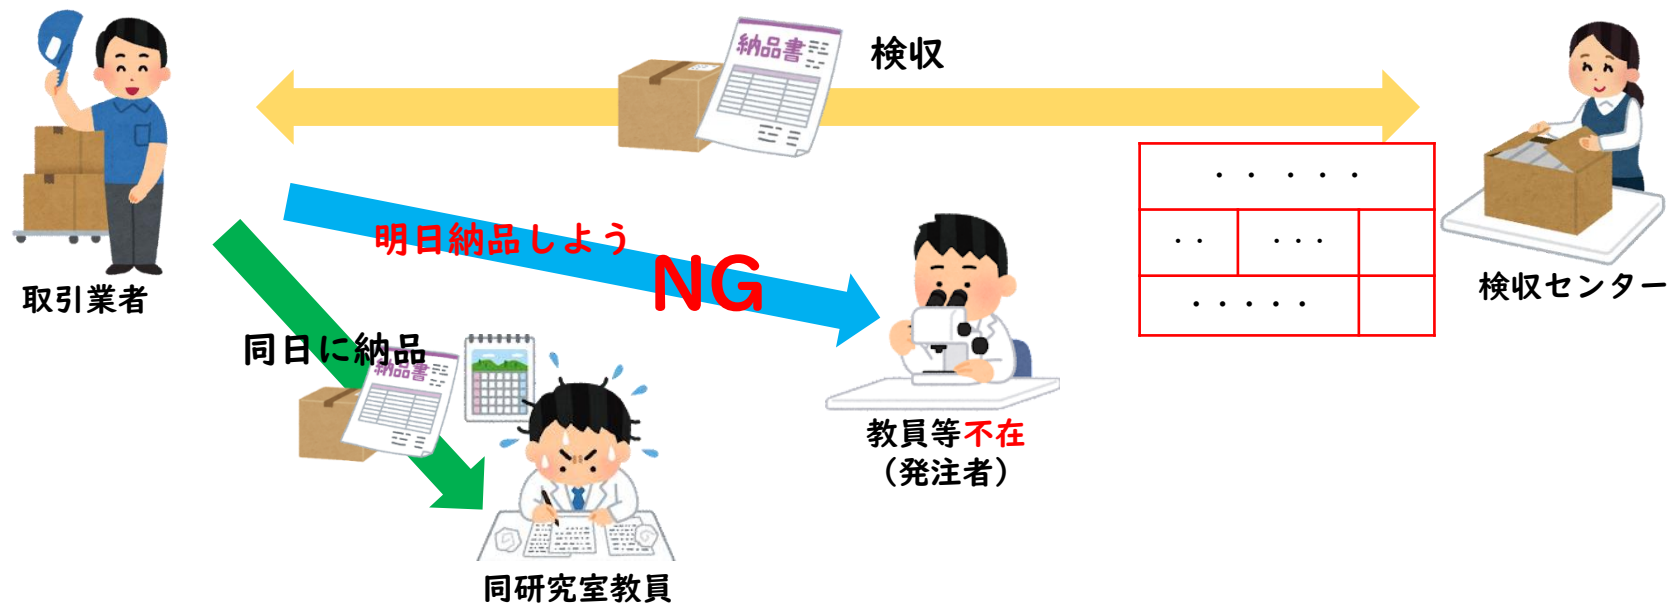 納品書
検収
・・・・・
・・
・・・
・・・・・
検収センター
取引業者
明日納品しよう
NG
同日に納品
納品書
教員等不在
（発注者）
同研究室教員